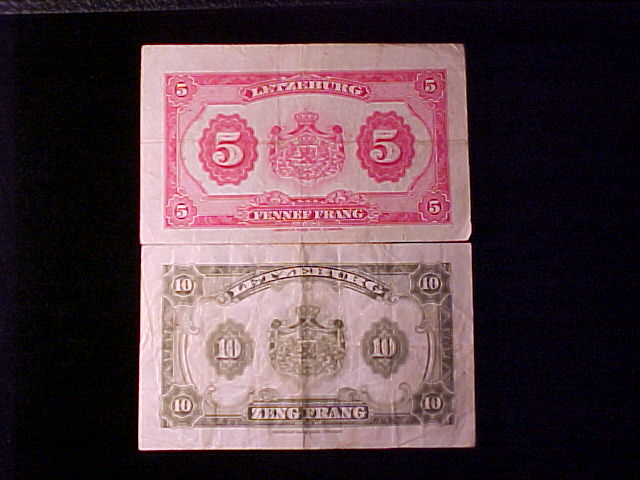 5 LETZEBURG 5
5 5
5 FENNEF FRANG 5
10 LETZEBURG 10
10 10
10 ZENG FRANG 10